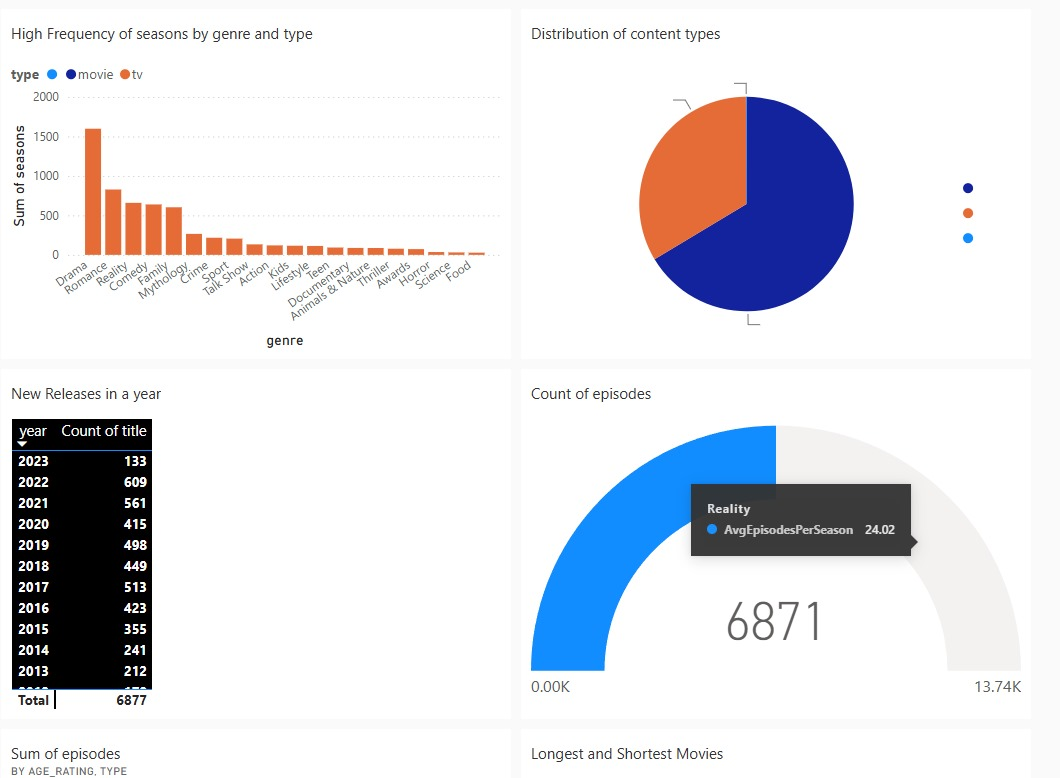 High Frequency of seasons by genre and type
type movie tv
2000
1500
1000
500
0
Sum of seasons
Drama
Romance
Reality
Comedy
Family
Mythology
Crime
Sport
Talk Show
Action
Kids
Lifestyle
Teen
Documentary
Animals & Nature
Thriller
Awards
Horror
Science
Food
genre
Distribution of content types
New Releases in a year
year Count of title
2023 133
2022 609
2021 561
2020 415
2019 498
2018 449
2017 513
2016 423
2015 355
2014 241
2013 212
Total 6877
Count of episodes
Reality
AvgEpisodesPerSeason 24.02
6871
0.00K
13.74K
Sum of episodes
BY AGE_RATING, TYPE
Longest and Shortest Movies